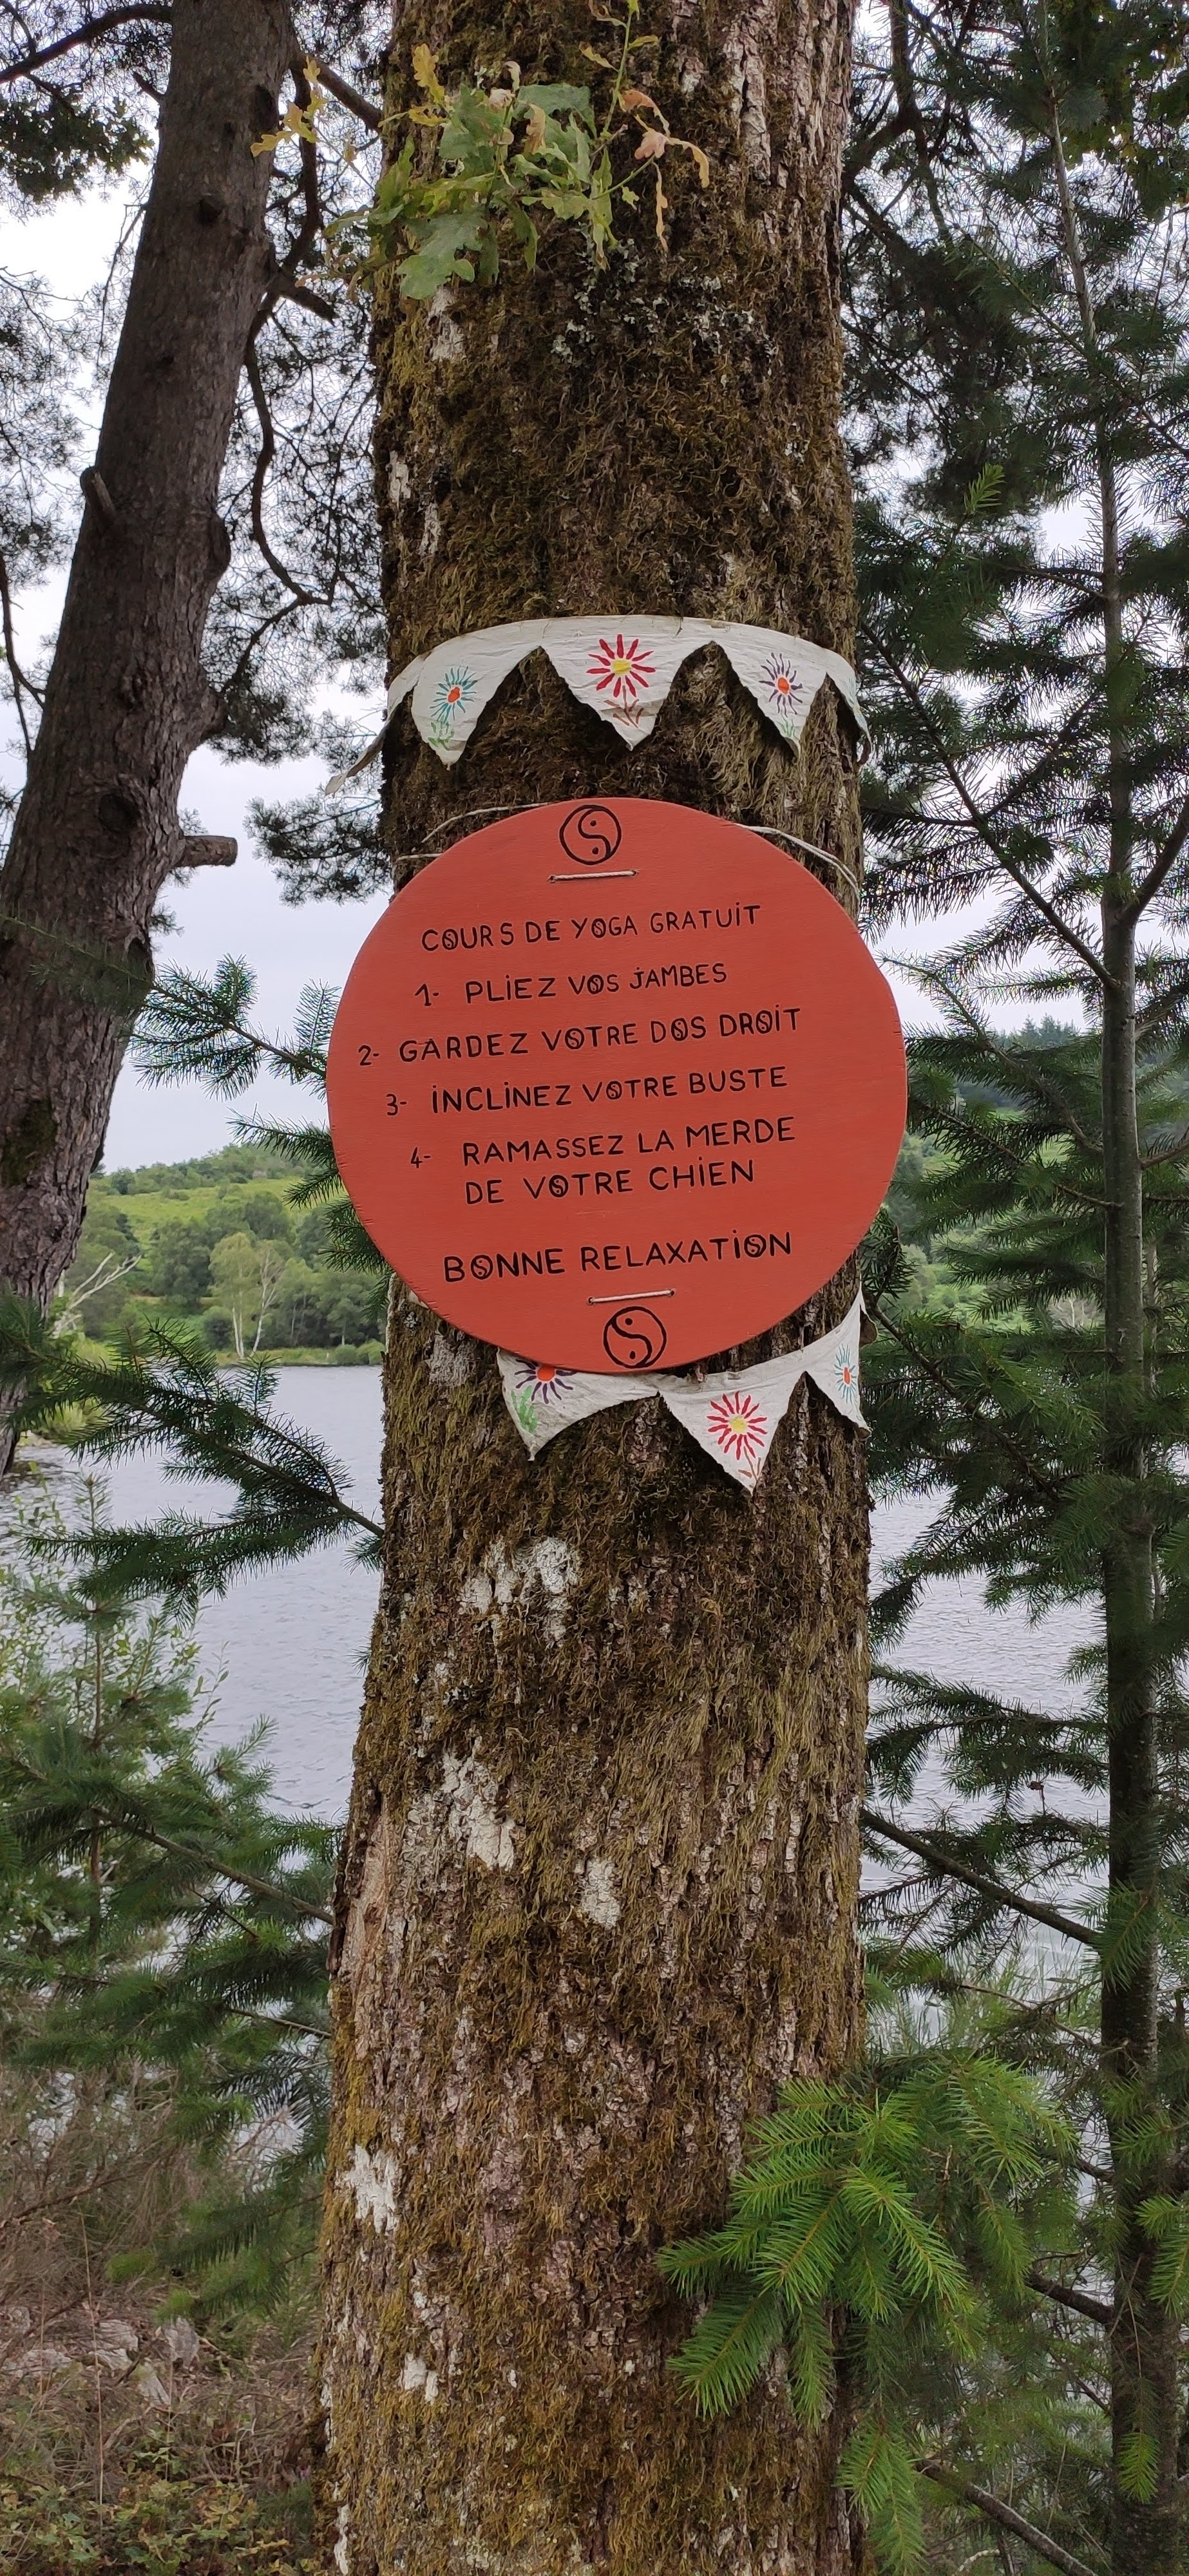 COURS DE YOGA GRATUIT
1- PLIEZ VOS JAMBES
2- GARDEZ VOTRE DOS DROIT
3- INCLINEZ VOTRE BUSTE
4- RAMASSEZ LA MERDE
DE VOTRE CHIEN
BONNE RELAXATION